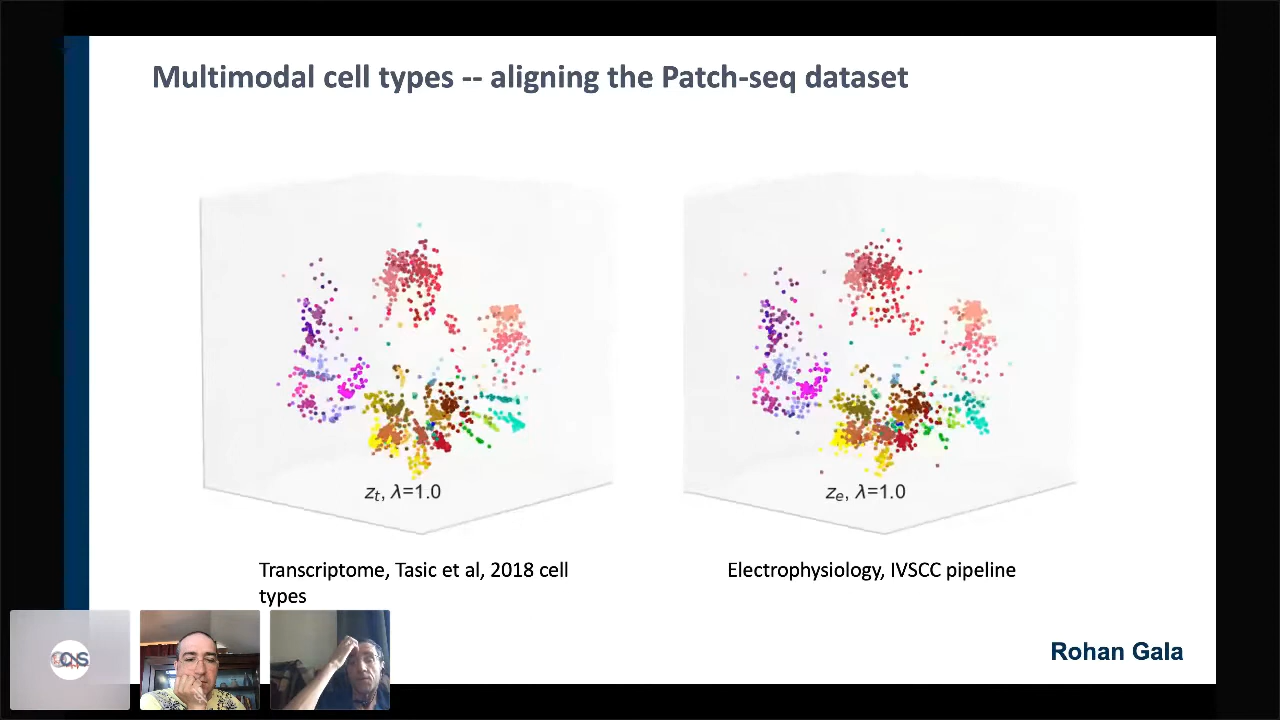 Multimodal cell types -- aligning the Patch-seq dataset
zₜ, λ=1.0
zₑ, λ=1.0
Transcriptome, Tasic et al, 2018 cell
types
Electrophysiology, IVSCC pipeline
Rohan Gala